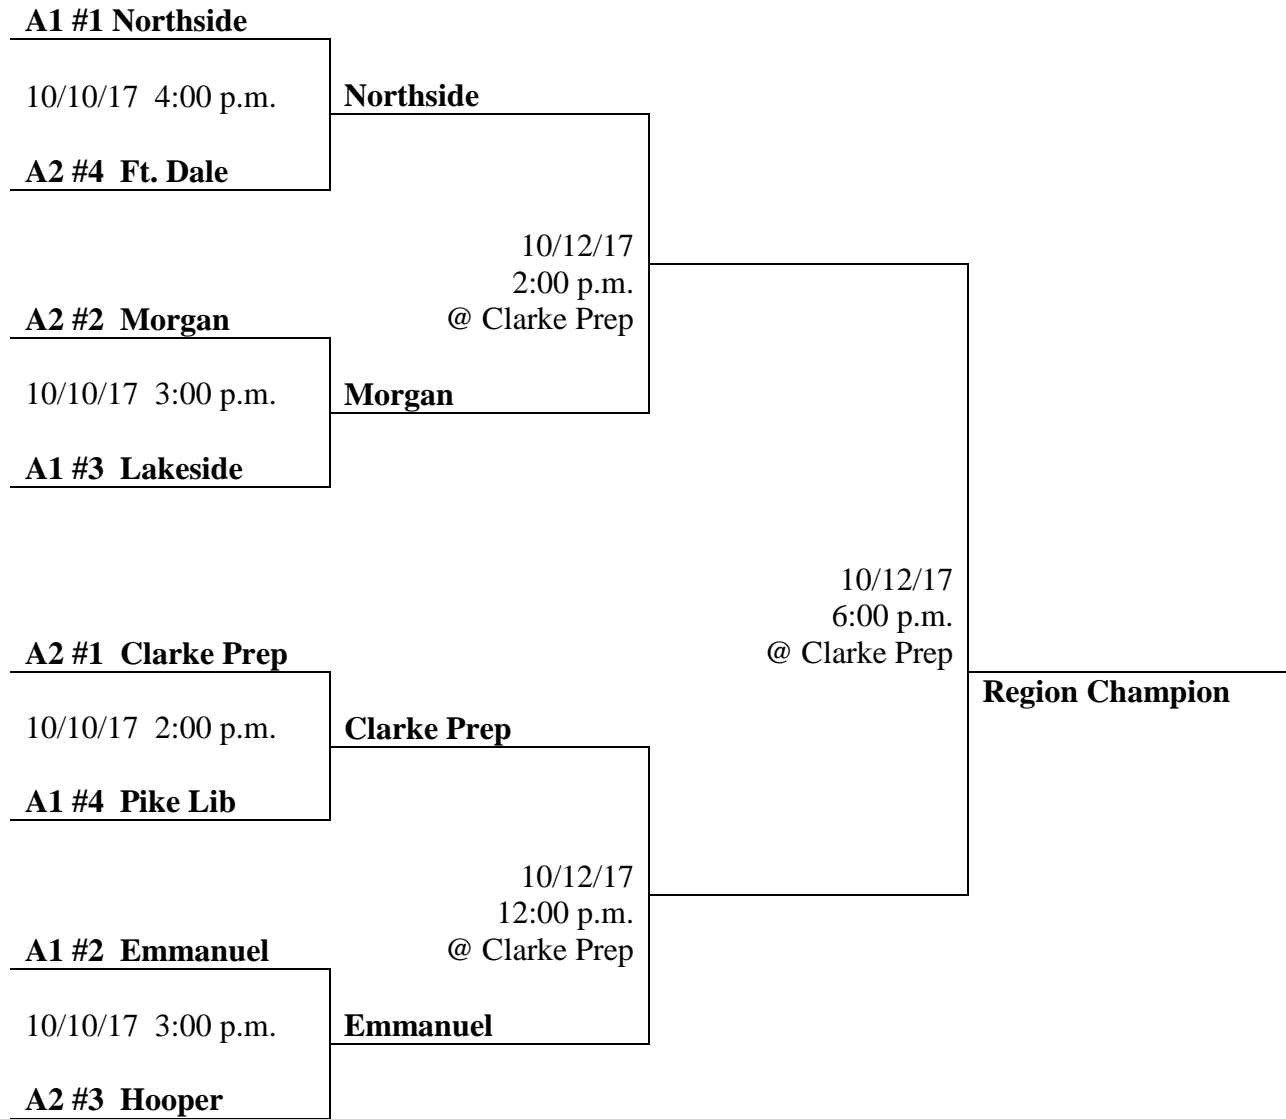 A1 #1 Northside
10/10/17 4:00 p.m.
Northside
A2 #4 Ft. Dale
10/12/17
2:00 p.m.
@ Clarke Prep
A2 #2 Morgan
10/10/17 3:00 p.m.
Morgan
A1 #3 Lakeside
10/12/17
6:00 p.m.
@ Clarke Prep
Region Champion
A2 #1 Clarke Prep
10/10/17 2:00 p.m.
Clarke Prep
A1 #4 Pike Lib
10/12/17
12:00 p.m.
@ Clarke Prep
A1 #2 Emmanuel
10/10/17 3:00 p.m.
Emmanuel
A2 #3 Hooper